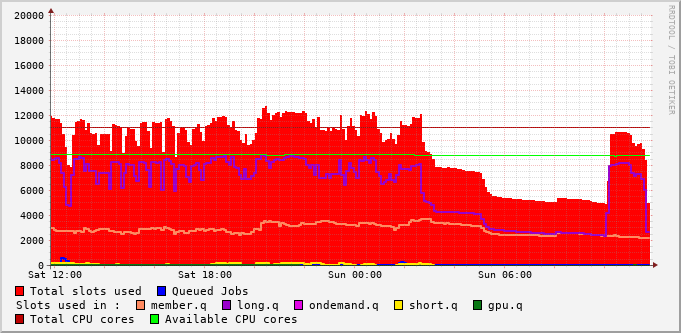 20000
18000
16000
14000
12000
10000
8000
6000
4000
2000
0
Sat 12:00 Sat 18:00 Sun 00:00 Sun 06:00
Total slots used Queued Jobs
Slots used in : member.q long.q ondemand.q short.q gpu.q
Total CPU cores Available CPU cores
RRDTOOL / TOBI OETIKER